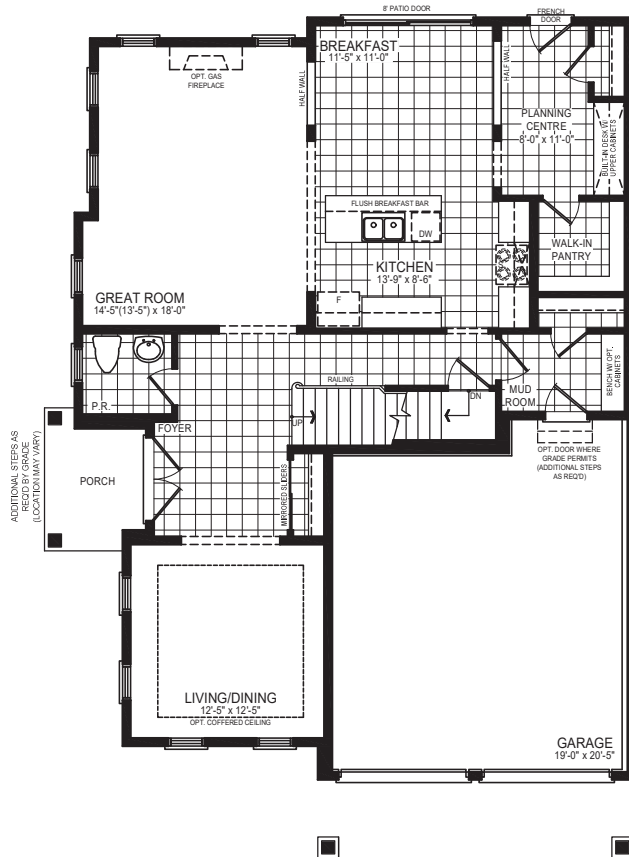 8' PATIO DOOR
FRENCH
DOOR
BREAKFAST
11'-5" x 11'-0"
OPT. GAS
FIREPLACE
HALF WALL
HALF WALL
PLANNING
CENTRE
8'-0" x 11'-0"
BUILT-IN DESK W/
UPPER CABINETS
FLUSH BREAKFAST BAR
DW
WALK-IN
PANTRY
KITCHEN
13'-9" x 8'-6"
F
GREAT ROOM
14'-5"(13'-5") x 18'-0"
BENCH W/ OPT.
CABINETS
P.R.
RAILING
MUD
ROOM
DN
UP
FOYER
OPT. DOOR WHERE
GRADE PERMITS
(ADDITIONAL STEPS
AS REQ'D)
ADDITIONAL STEPS AS
REQ'D BY GRADE
(LOCATION MAY VARY)
PORCH
MIRRORED SLIDERS
LIVING/DINING
12'-5" x 12'-5"
OPT. COFFERED CEILING
GARAGE
19'-0" x 20'-5"